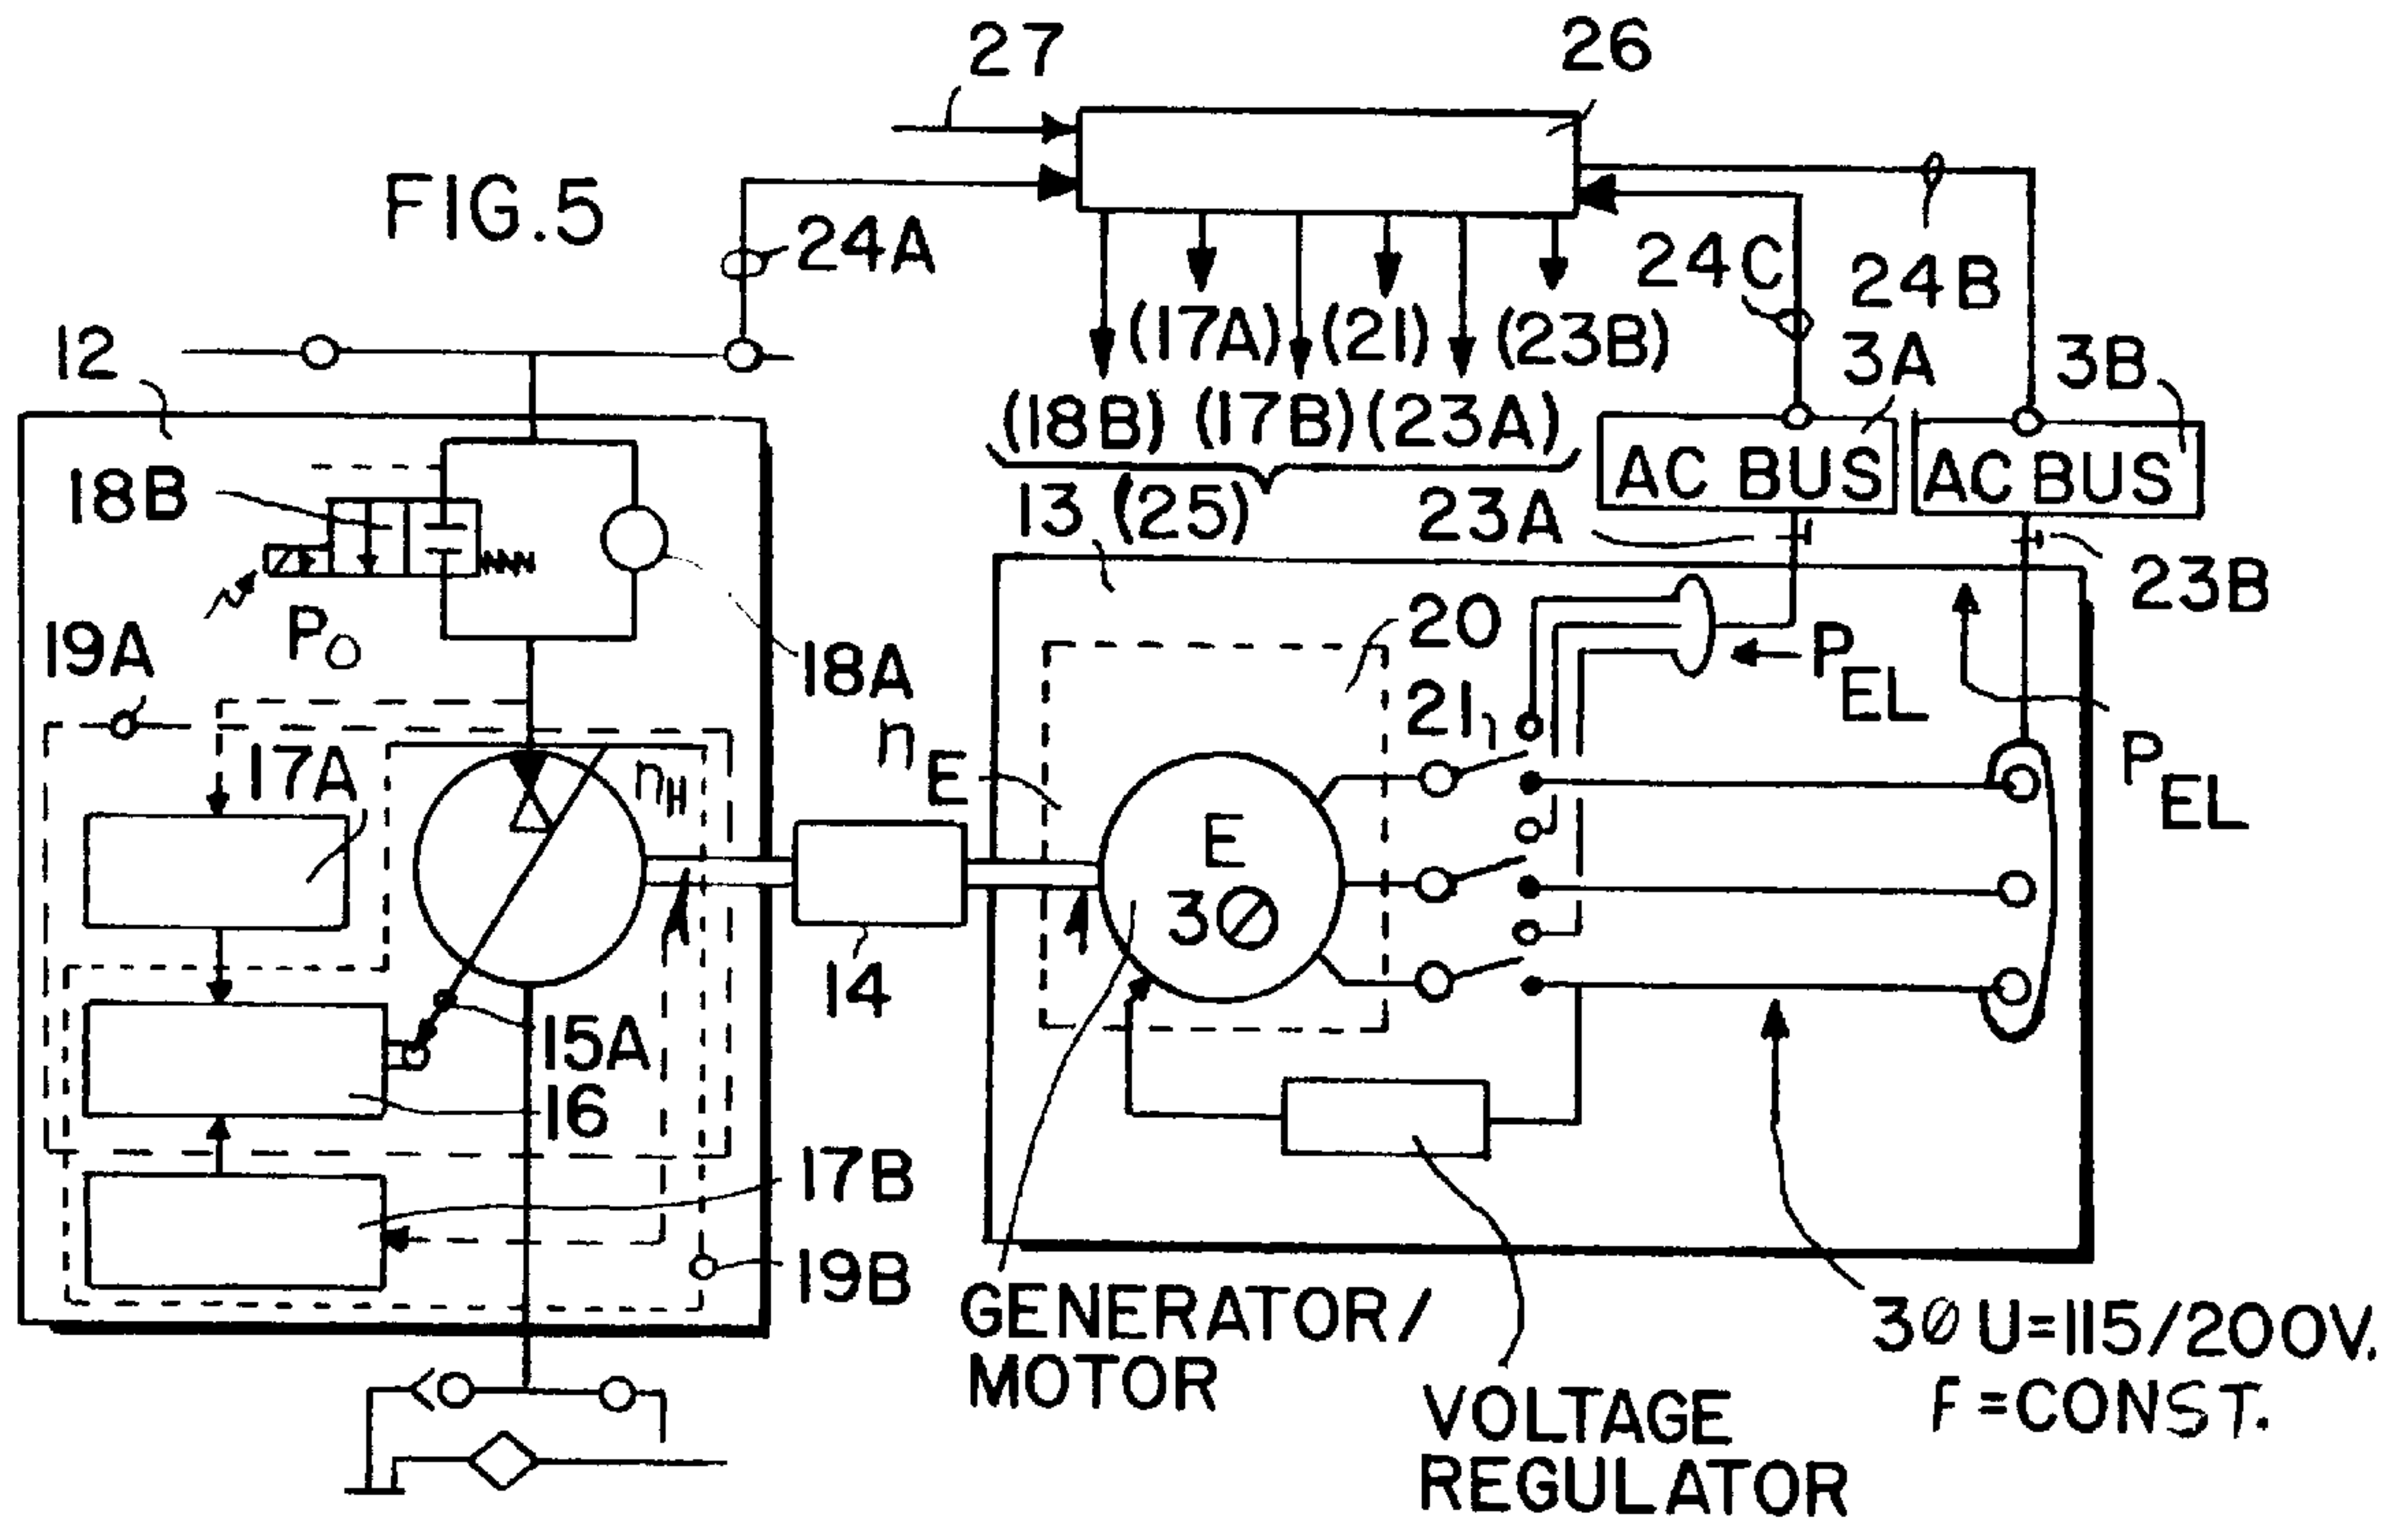 27
26
FIG.5
24A
24C
24B
12
(17A) (21) (23B)
3A
3B
(18B) (17B) (23A)
18B
13 (25)
23A
AC BUS
AC BUS
23B
P0
19A
18A
20
PEL
21
nE
17A
nH
PEL
E
3Ø
14
15A
16
17B
19B
GENERATOR/
MOTOR
3Ø U=115/200V.
F=CONST.
VOLTAGE
REGULATOR